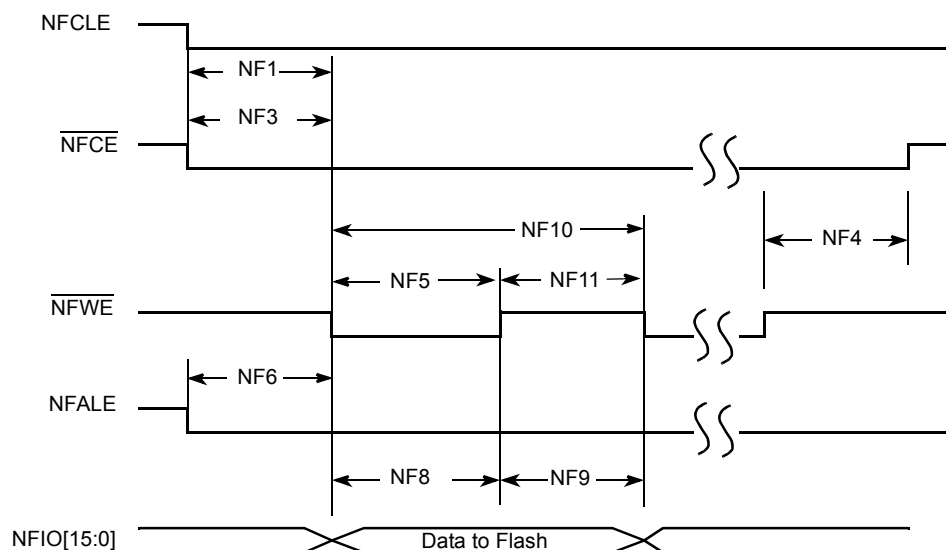 NFCLE
NF1
NF3
NFCE
NF10
NF4
NF5
NF11
NFWE
NF6
NFALE
NF8
NF9
NFIO[15:0]
Data to Flash